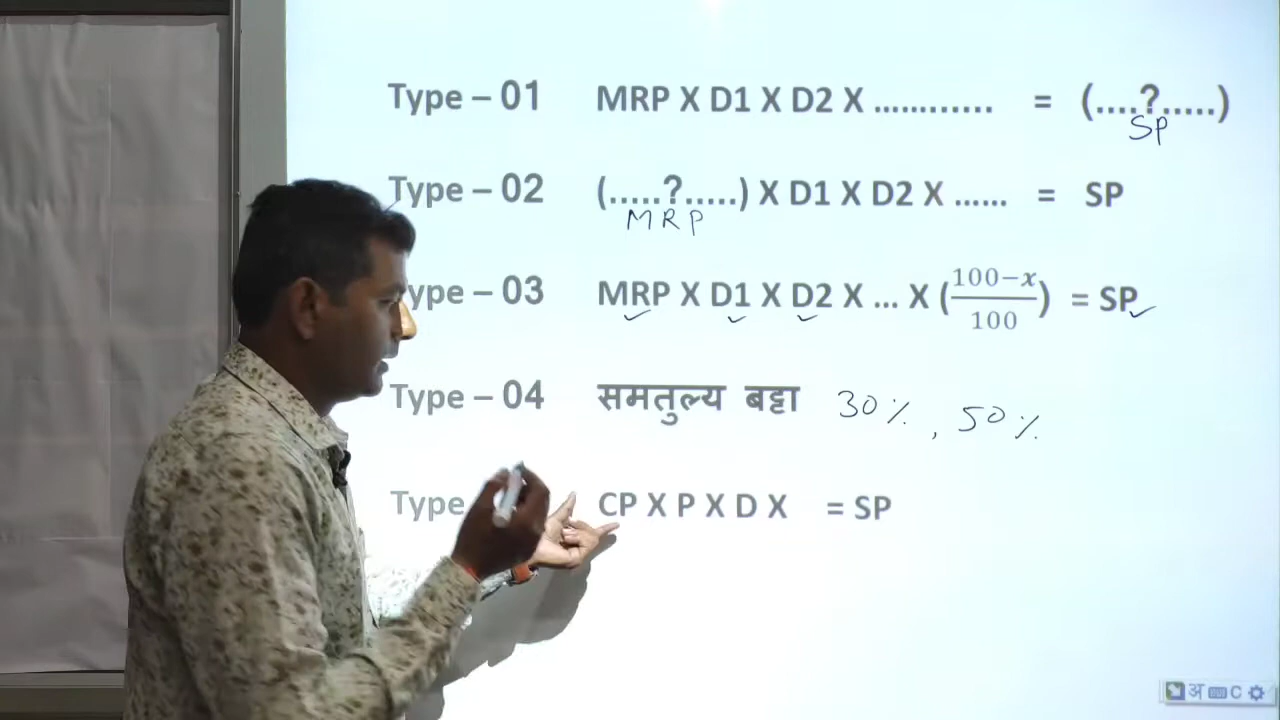 Type – 01 MRP X D1 X D2 X ............ = (....?.....)
SP
Type – 02 (.....?.....) X D1 X D2 X ...... = SP
MRP
ype – 03 MRP X D1 X D2 X ... X (100−x/100) = SP
Type – 04 समतुल्य बट्टा 30%, 50%
Type CP X P X D X = SP
अ C